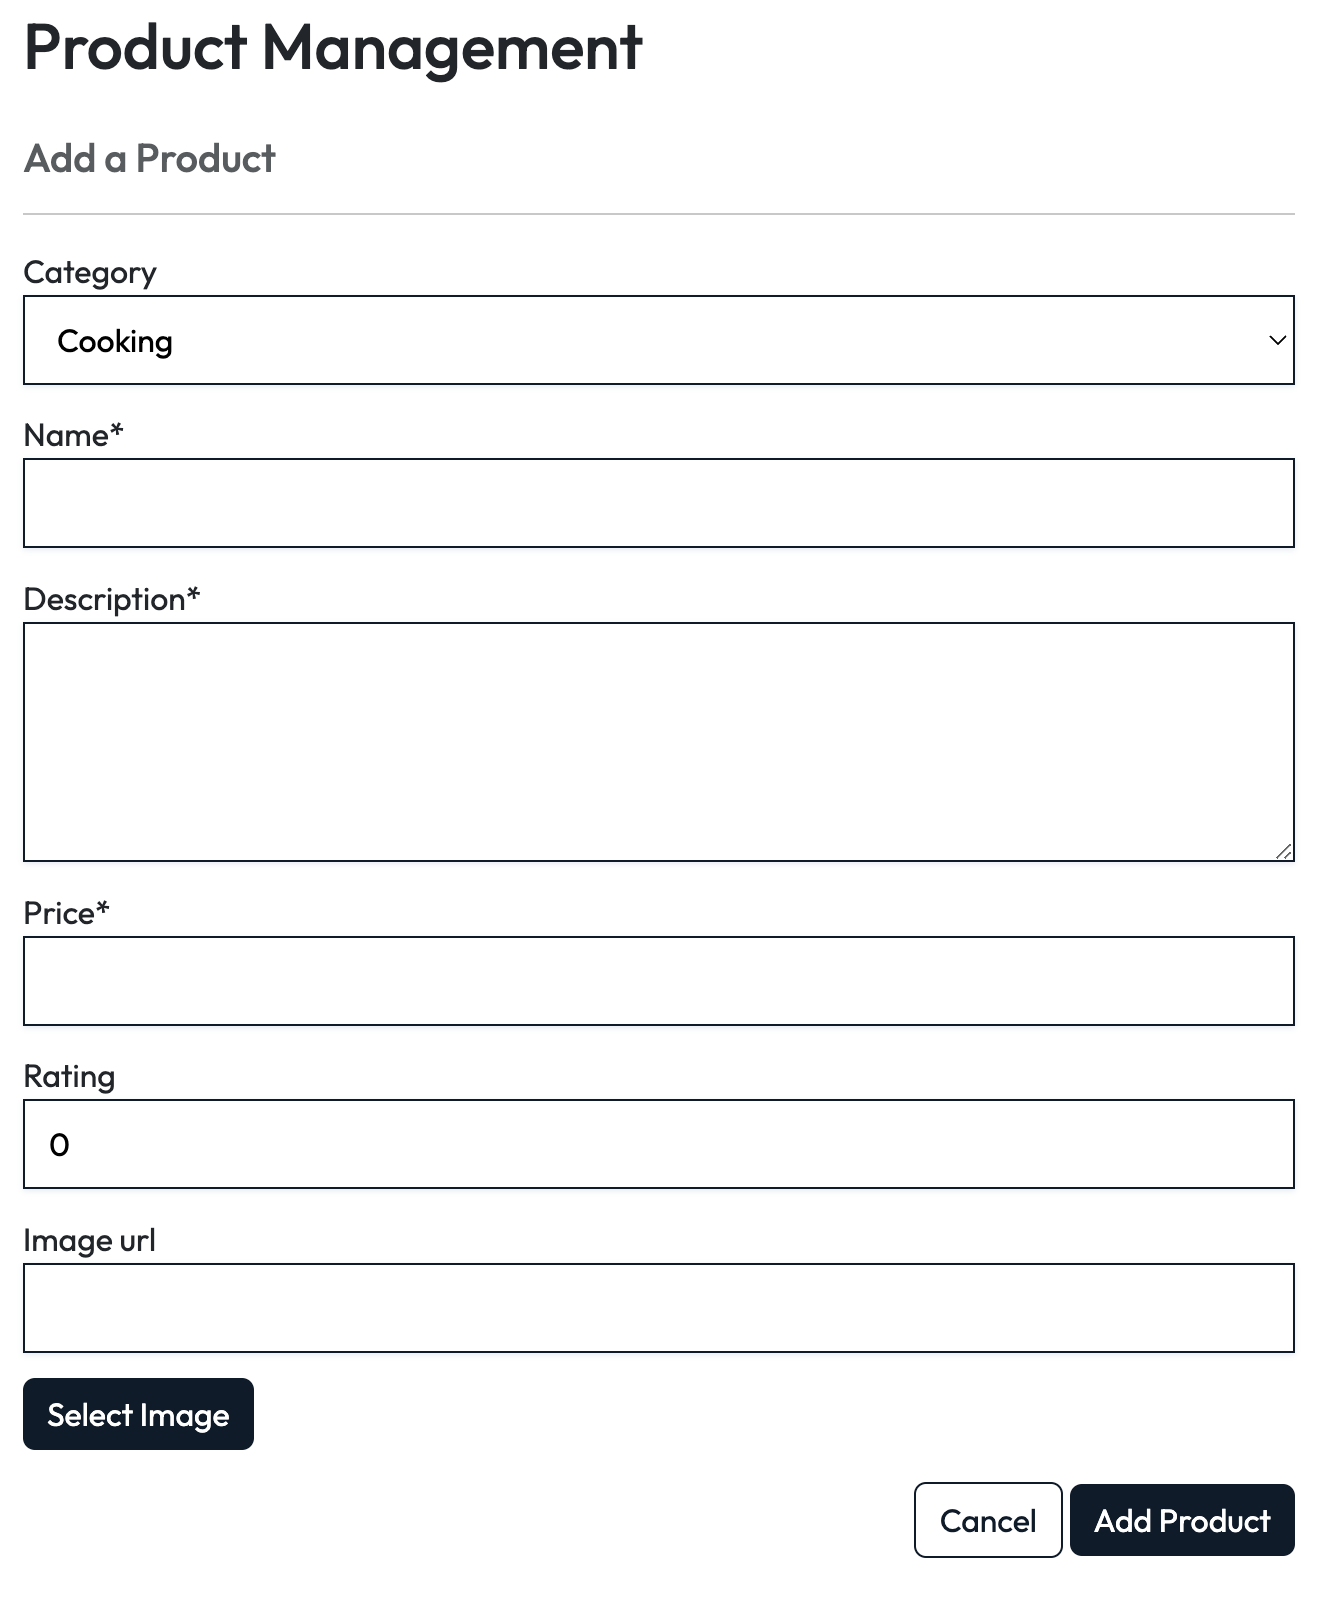 Product Management
Add a Product
Category
Cooking
Name*
Description*
Price*
Rating
0
Image url
Select Image
Cancel Add Product